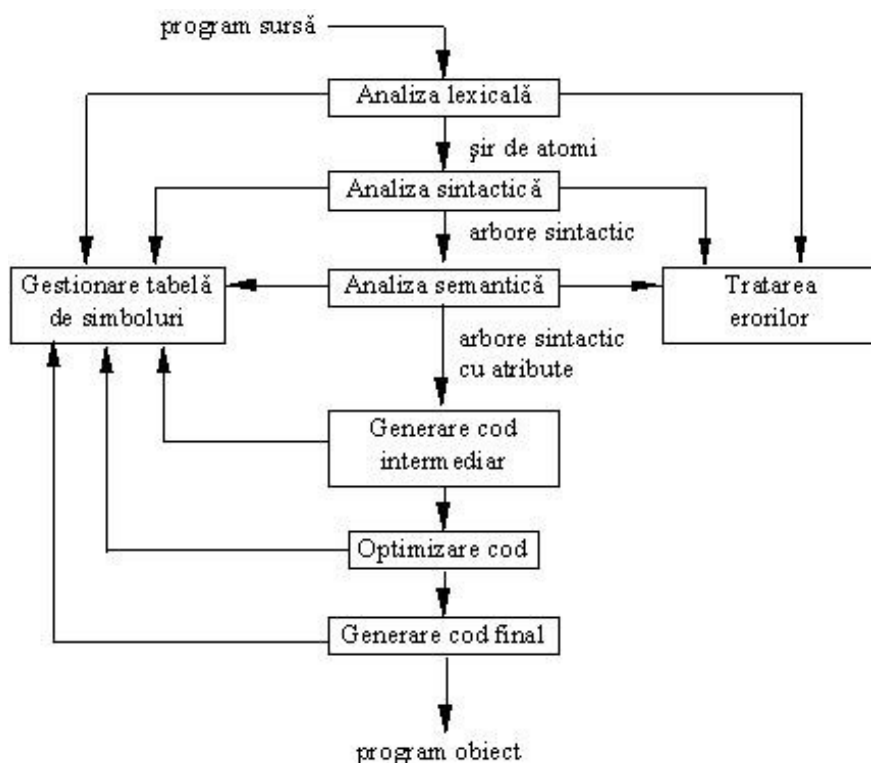 program sursă
Analiza lexicală
şir de atomi
Analiza sintactică
arbore sintactic
Gestionare tabelă
de simboluri
Analiza semantică
Tratarea
erorilor
arbore sintactic
cu atribute
Generare cod
intermediar
Optimizare cod
Generare cod final
program obiect